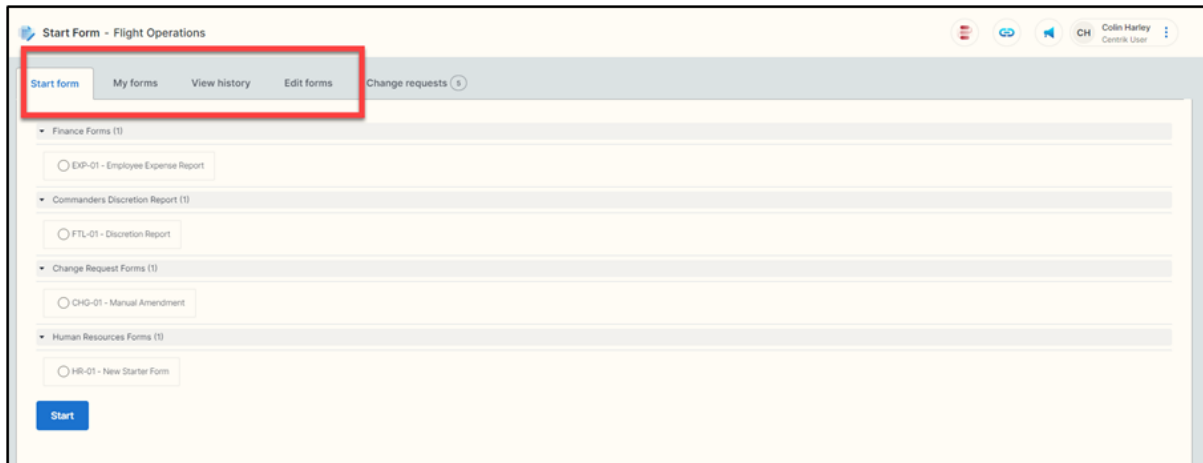 Start Form - Flight Operations
CH
Colin Harley
Centrik User
Start form My forms View history Edit forms Change requests 5
Finance Forms (1)
EXP-01 - Employee Expense Report
Commanders Discretion Report (1)
FTL-01 - Discretion Report
Change Request Forms (1)
CHG-01 - Manual Amendment
Human Resources Forms (1)
HR-01 - New Starter Form
Start